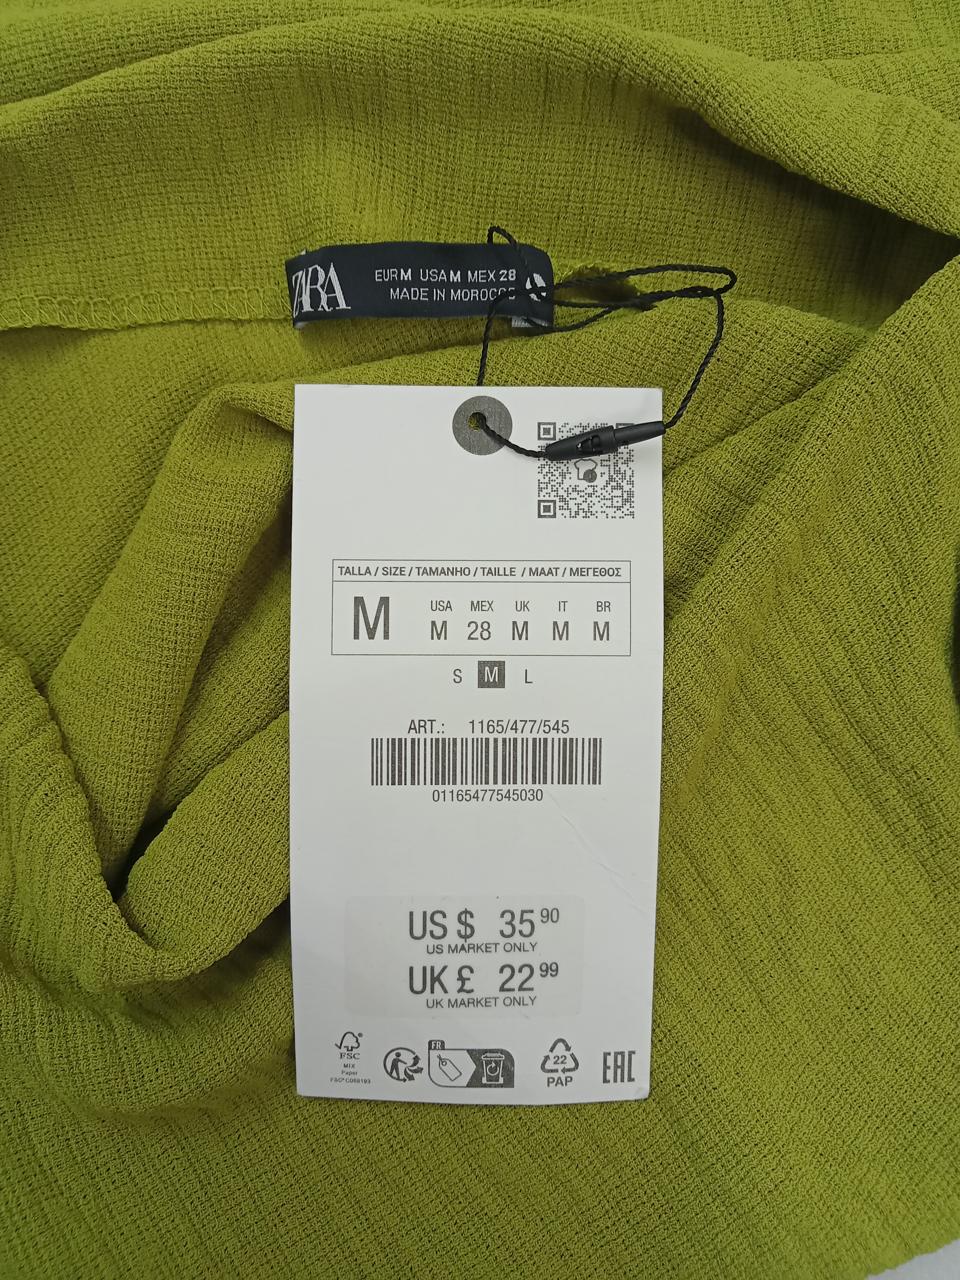 ZARA
EUR M USA M MEX 28
MADE IN MOROCCO
TALLA / SIZE / TAMANHO / TAILLE / MAAT / ΜΕΓΕΘΟΣ
M
USA MEX UK IT BR
M 28 M M M
S M L
ART.: 1165/477/545
01165477545030
US $ 35 90
US MARKET ONLY
UK £ 22 99
UK MARKET ONLY
FSC
MIX
Paper
FSC® C068193
FR
22
PAP
EAC